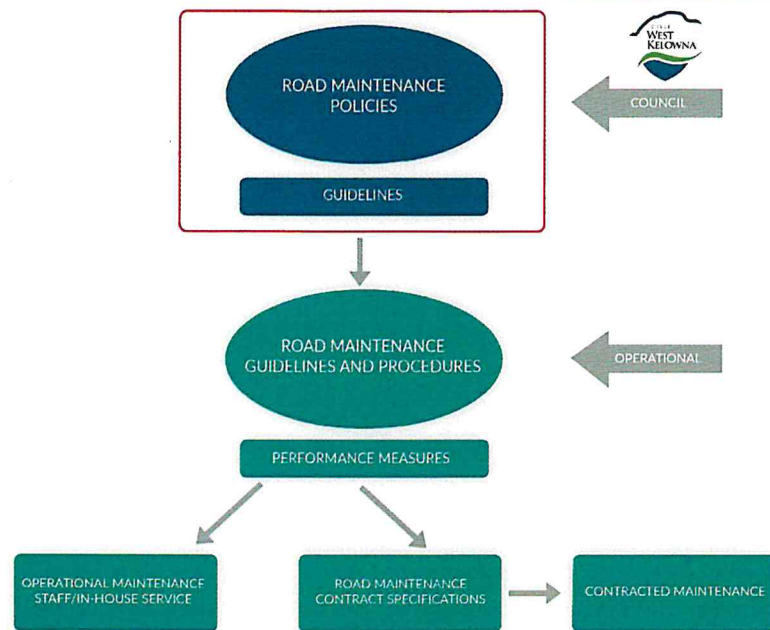 CITY OF
WEST
KELOWNA
ROAD MAINTENANCE
POLICIES
COUNCIL
GUIDELINES
ROAD MAINTENANCE
GUIDELINES AND PROCEDURES
OPERATIONAL
PERFORMANCE MEASURES
OPERATIONAL MAINTENANCE
STAFF/IN-HOUSE SERVICE
ROAD MAINTENANCE
CONTRACT SPECIFICATIONS
CONTRACTED MAINTENANCE